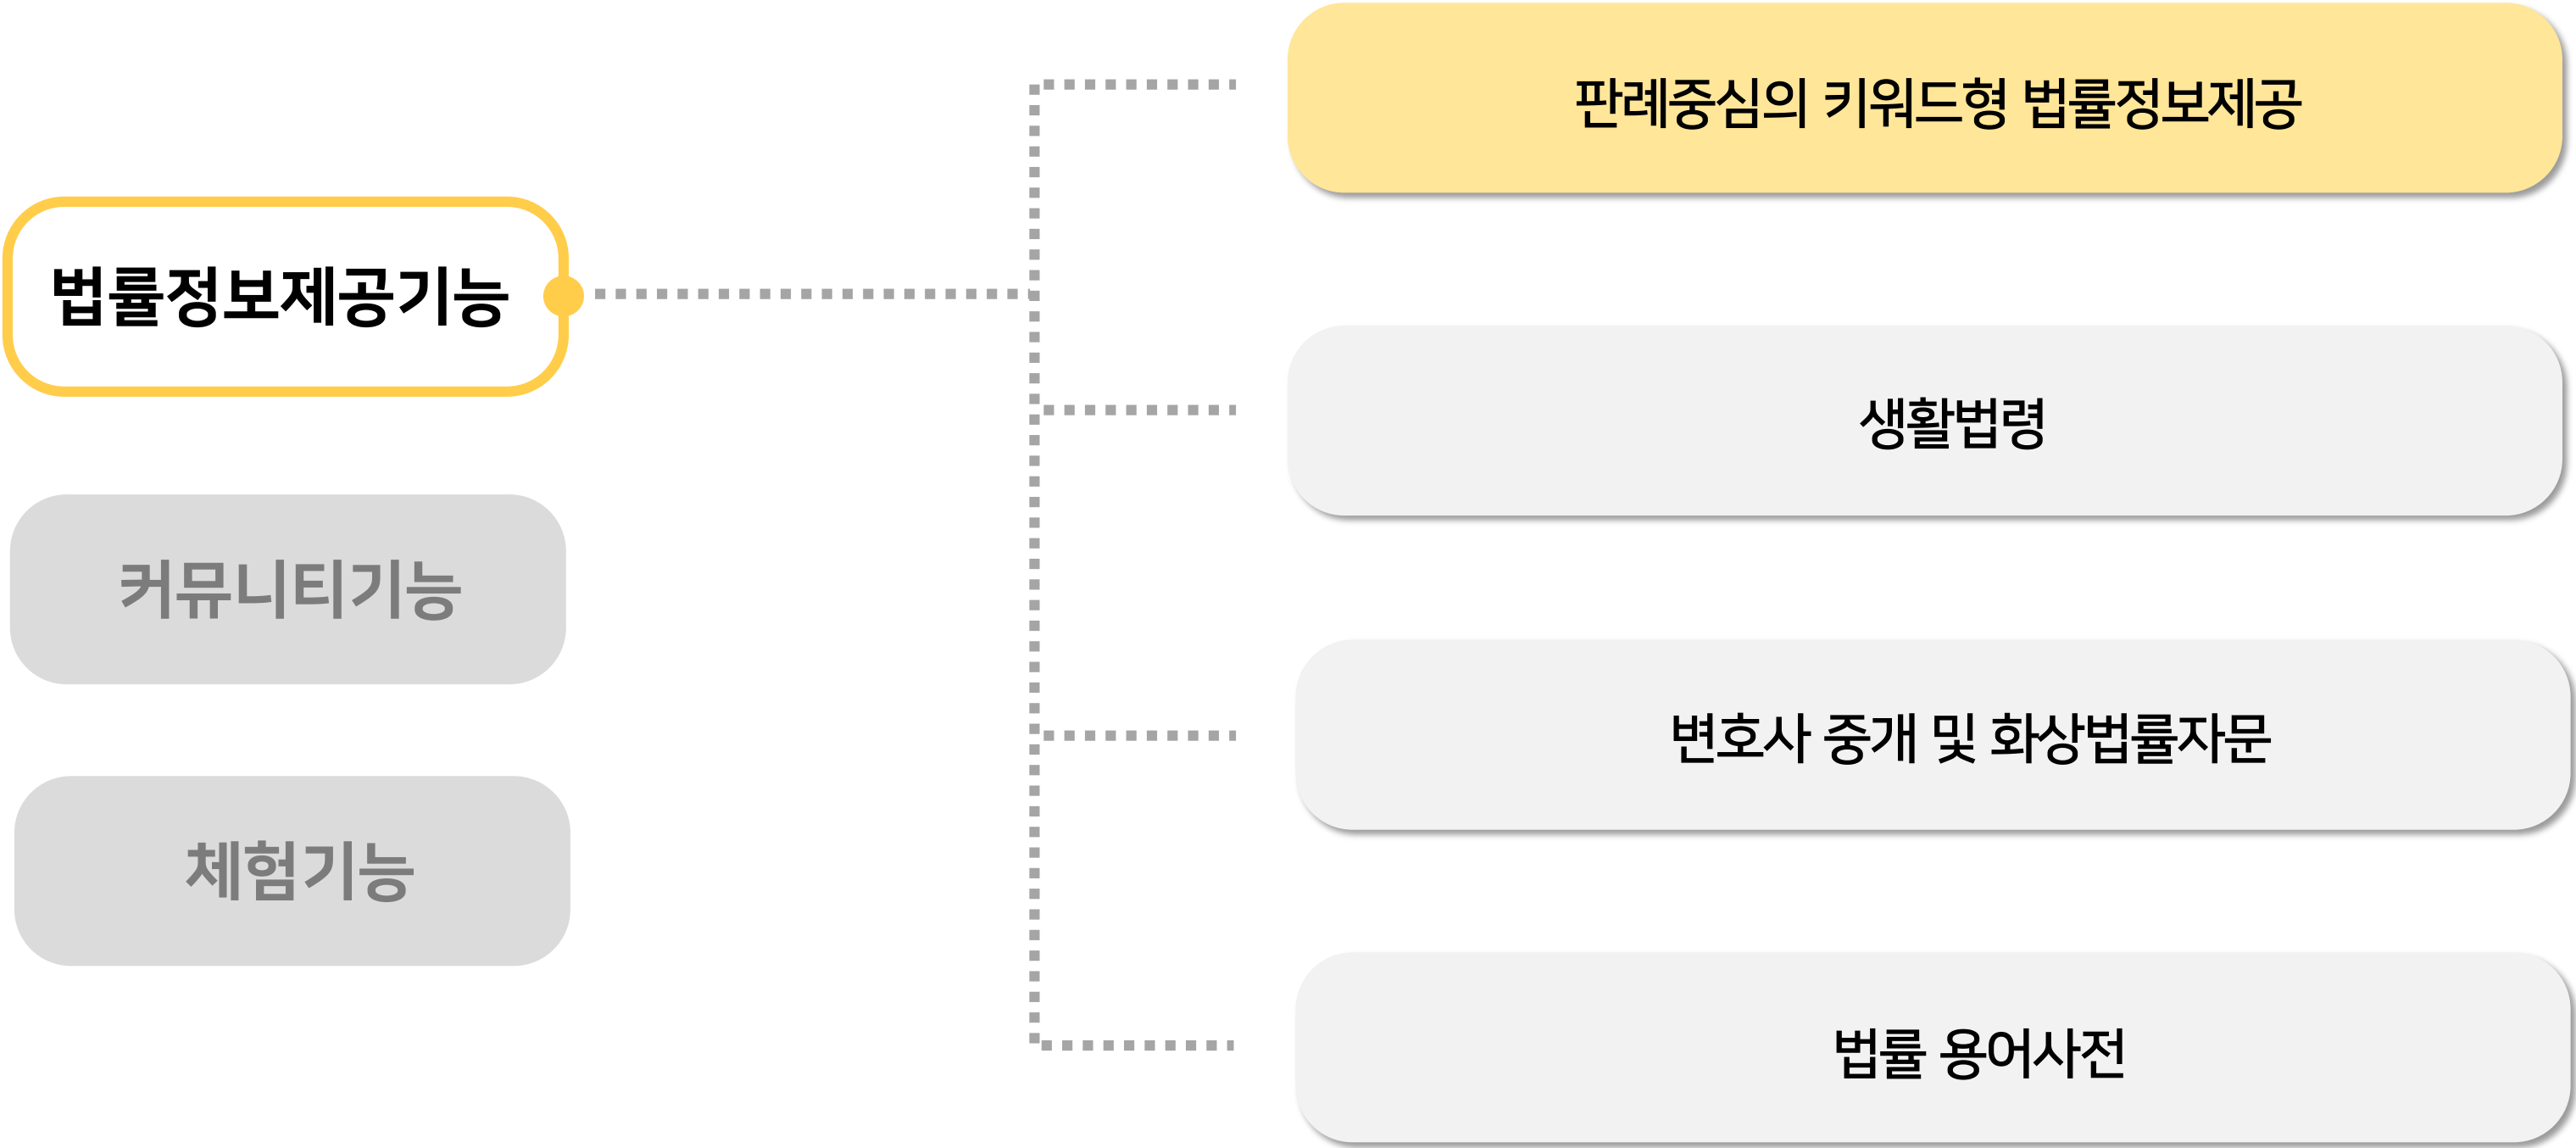 법률정보제공기능
커뮤니티기능
체험기능
판례중심의 키워드형 법률정보제공
생활법령
변호사 중개 및 화상법률자문
법률 용어사전